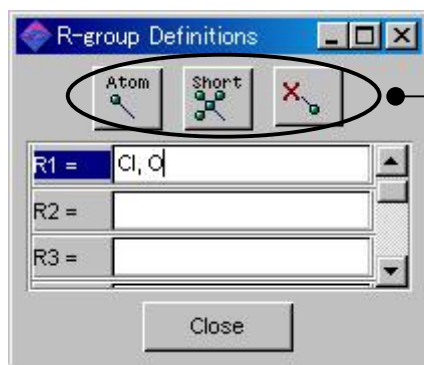 R-group Definitions
Atom
Short
X
R1 =
Cl, O
R2 =
R3 =
Close